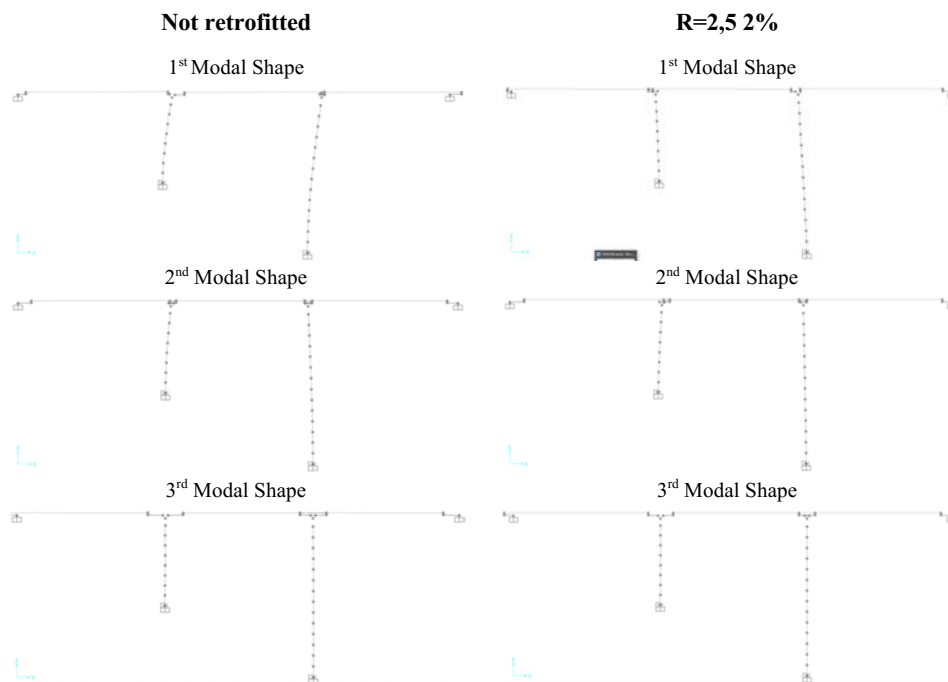 Not retrofitted
R=2,5 2%
1st Modal Shape
1st Modal Shape
2nd Modal Shape
2nd Modal Shape
3rd Modal Shape
3rd Modal Shape